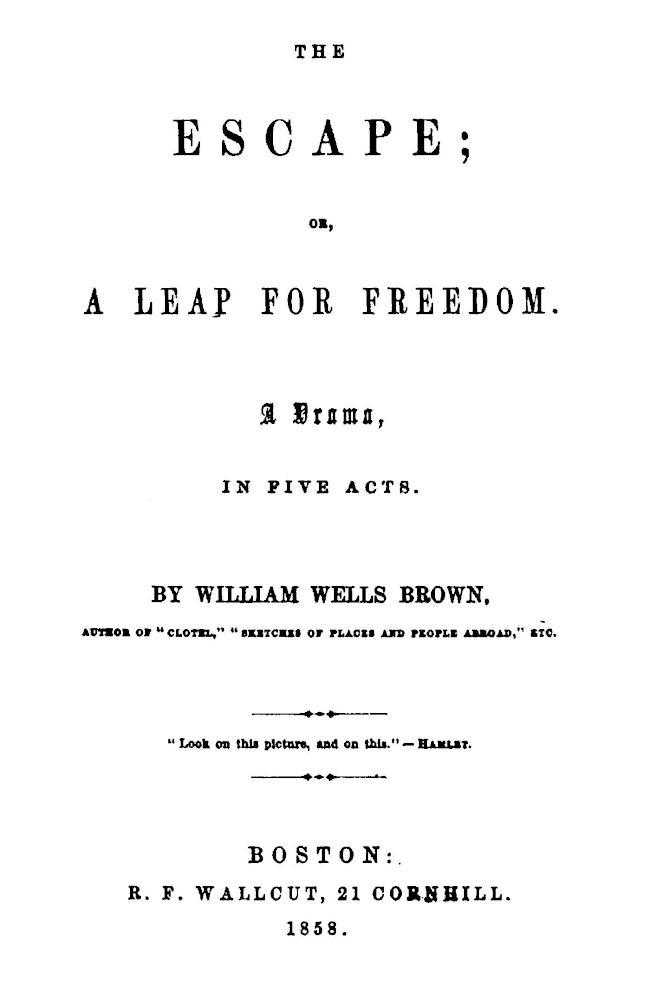 THE
ESCAPE;
OR,
A LEAP FOR FREEDOM.
A Drama,
IN FIVE ACTS.
BY WILLIAM WELLS BROWN,
AUTHOR OF "CLOTEL," "SKETCHES OF PLACES AND PEOPLE ABROAD," ETC.
"Look on this picture, and on this." — HAMLET.
BOSTON:
R. F. WALLCUT, 21 CORNHILL.
1858.